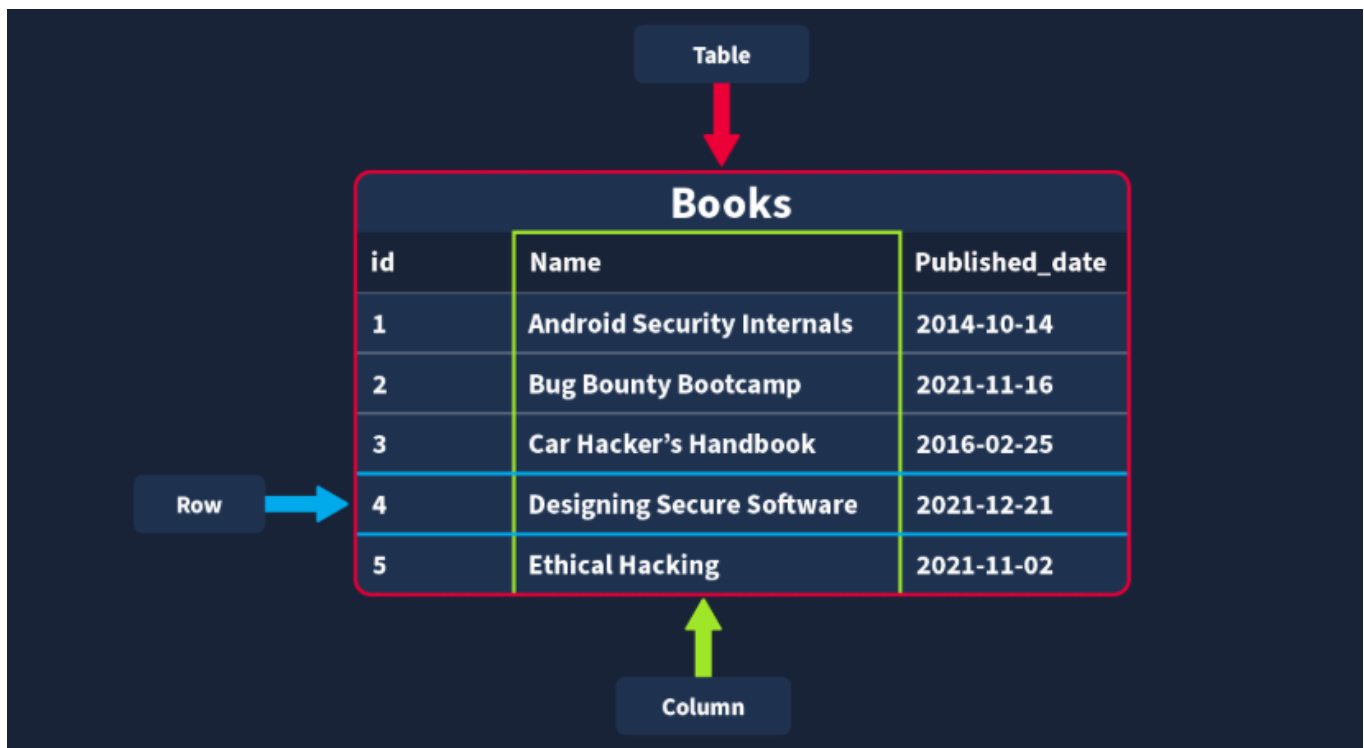 Table
Books
id Name Published_date
1 Android Security Internals 2014-10-14
2 Bug Bounty Bootcamp 2021-11-16
3 Car Hacker’s Handbook 2016-02-25
Row 4 Designing Secure Software 2021-12-21
5 Ethical Hacking 2021-11-02
Column